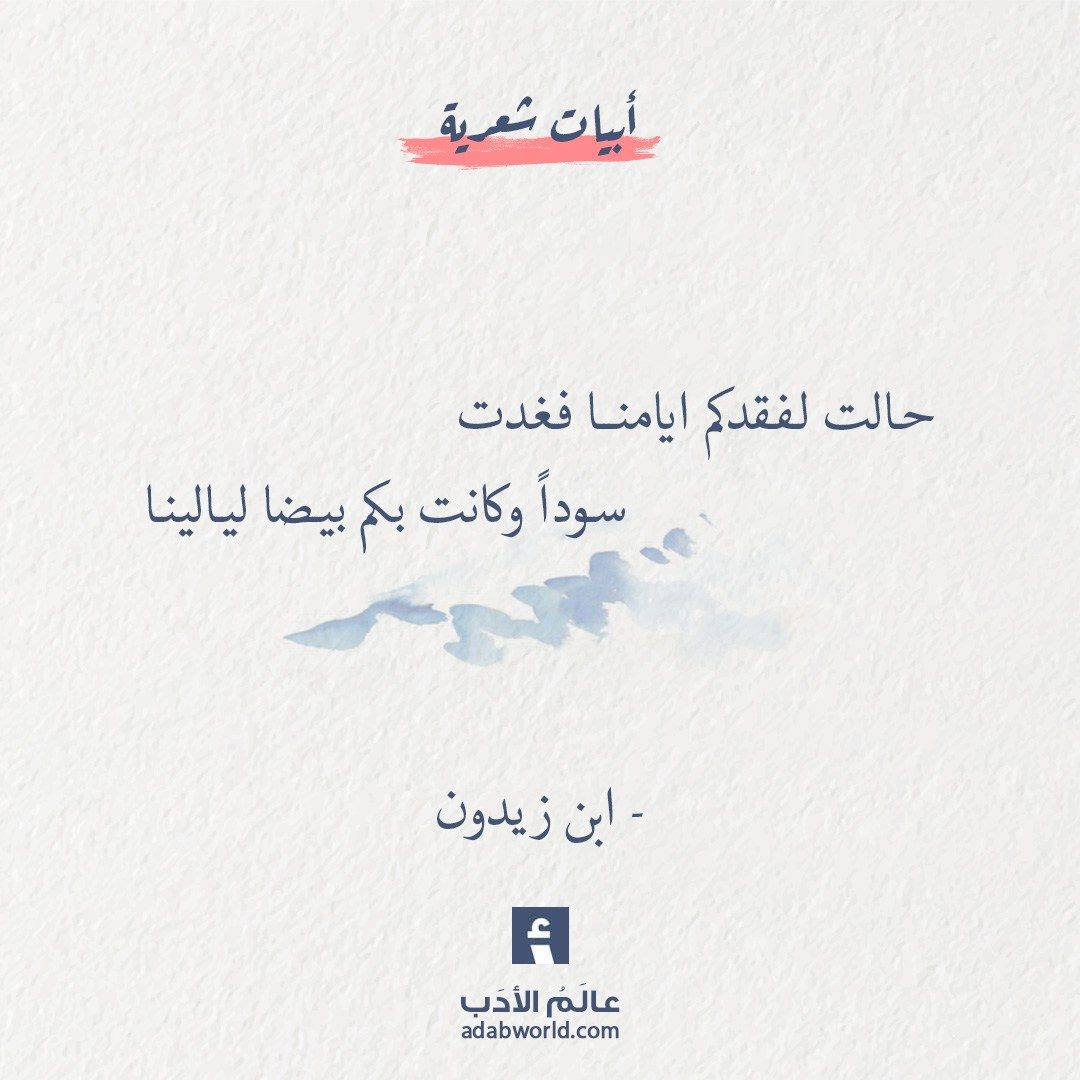 أبيات شعرية
حالت لفقدكم ايامنا فغدت
سوداً وكانت بكم بيضا ليالينا
- ابن زيدون
أ
عالَمُ الأدَب
adabworld.com